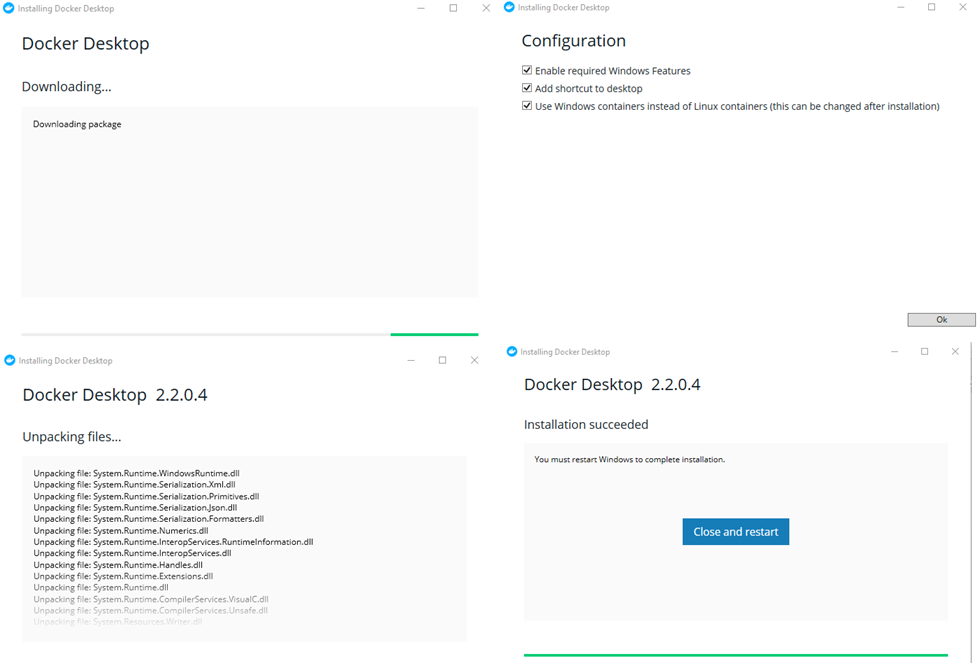 Installing Docker Desktop
Docker Desktop
Downloading...
Downloading package
Installing Docker Desktop
Configuration
Enable required Windows Features
Add shortcut to desktop
Use Windows containers instead of Linux containers (this can be changed after installation)
Ok
Installing Docker Desktop
Docker Desktop 2.2.0.4
Unpacking files...
Unpacking file: System.Runtime.WindowsRuntime.dll
Unpacking file: System.Runtime.Serialization.Xml.dll
Unpacking file: System.Runtime.Serialization.Primitives.dll
Unpacking file: System.Runtime.Serialization.Json.dll
Unpacking file: System.Runtime.Serialization.Formatters.dll
Unpacking file: System.Runtime.Numerics.dll
Unpacking file: System.Runtime.InteropServices.RuntimeInformation.dll
Unpacking file: System.Runtime.InteropServices.dll
Unpacking file: System.Runtime.Handles.dll
Unpacking file: System.Runtime.Extensions.dll
Unpacking file: System.Runtime.dll
Unpacking file: System.Runtime.CompilerServices.VisualC.dll
Unpacking file: System.Runtime.CompilerServices.Unsafe.dll
Unpacking file: System.Resources.Writer.dll
Installing Docker Desktop
Docker Desktop 2.2.0.4
Installation succeeded
You must restart Windows to complete installation.
Close and restart